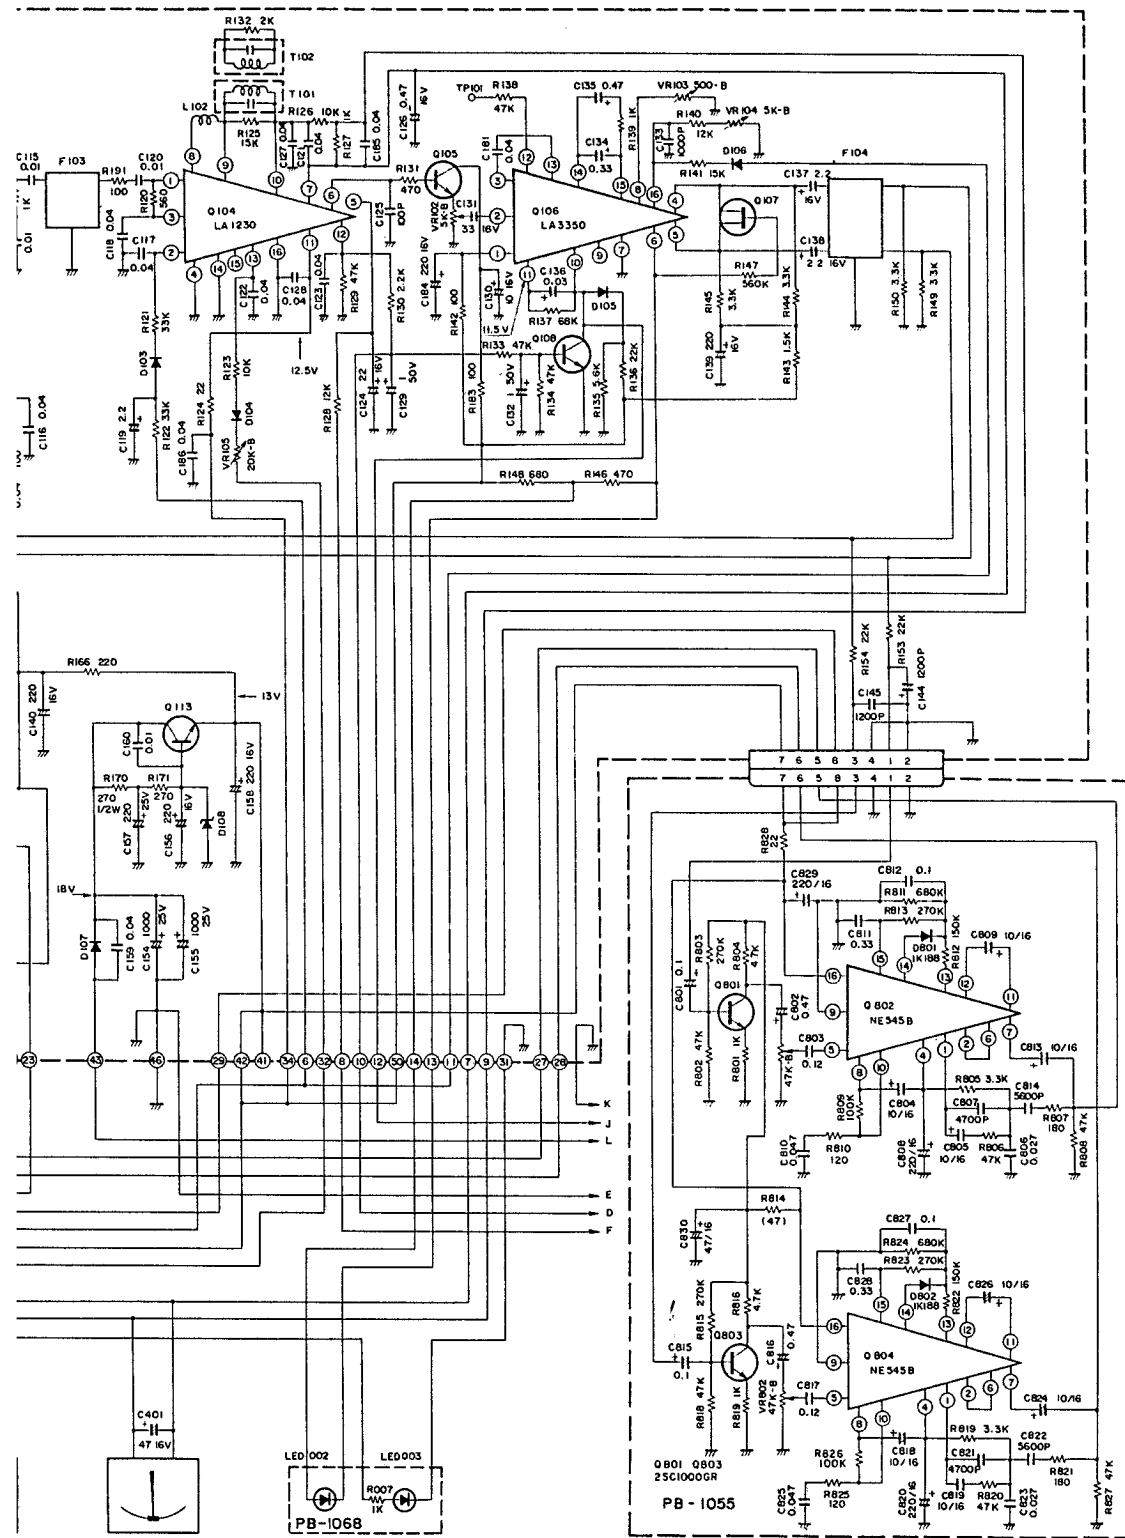 R132 2K
T102
T101
L102
R125
15K
R126 10K
C127 0.04
C121
0.04
R127
1K
C185 0.04
C126 0.47
16V
TP101
R138
47K
C135 0.47
C134
0.33
R139 1K
VR103 500-B
R140
12K
VR104 5K-B
C133
1000P
D106
R141 15K
F104
C115
0.01
F103
R191
100
C120
0.01
R120
560
1K
0.01
C118 0.04
C117
0.04
Q104
LA1230
R131
470
Q105
C125
100P
VR102
5K-B
C131
33 16V
C181
0.04
Q106
LA3350
Q107
C137 2.2
16V
C138
2.2 16V
R147
560K
R145
3.3K
R144 3.3K
R150 3.3K
R149 3.3K
C122
0.04
C128
0.04
C123 0.04
R129 47K
R130 2.2K
C184 220 16V
R142 100
C130
10 16V
11.5V
C136
0.03
R137 68K
D105
Q108
R121
33K
D103
R123
10K
12.5V
R124 22
D104
VR105
20K-B
C119 2.2
R122 33K
C186 0.04
C116 0.04
R128 12K
C124 22
16V
C129 1
50V
R133 47K
R183 100
C132 1 50V
R134 47K
R135 5.6K
R136 22K
C139 220
16V
R143 1.5K
R148 680
R146 470
R166 220
C140 220
16V
13V
Q113
C160
0.01
R170
270
1/2W
R171
270
C157 220
25V
C156 220
16V
D108
C158 220 16V
18V
D107
C159 0.04
C154 1000
25V
C155 1000
25V
R154 22K
R153 22K
C145
1200P
C144 1200P
7 6 5 8 3 4 1 2
7 6 5 8 3 4 1 2
R828
22
C829
220/16
C812 0.1
R811 680K
R813 270K
C811
0.33
D801
1K188
R812 150K
C809 10/16
R803
270K
R804
4.7K
C801 0.1
Q801
C802
0.47
Q802
NE545B
R802 47K
R801 1K
47K-B
C803
0.12
C813 10/16
R809
100K
C804
10/16
R805 3.3K
C807
4700P
C814
5600P
R807
180
R808 47K
C810
0.047
R810
120
C808
220/16
C805
10/16
R806
47K
C806
0.027
23 43 46 29 42 41 34 6 32 8 10 12 50 14 13 11 7 9 31 27 28
K
J
L
E
D
F
R814
(47)
C830
47/16
C827 0.1
R824 680K
R823 270K
C828
0.33
D802
1K188
R822 150K
C826 10/16
R815 270K
R816
4.7K
Q803
C815
0.1
C816
0.47
Q804
NE545B
R818 47K
R819 1K
VR802
47K-B
C817
0.12
C824 10/16
R826
100K
C818
10/16
R819 3.3K
C821
4700P
C822
5600P
R821
180
R827 47K
C825
0.047
R825
120
C820
220/16
C819
10/16
R820
47K
C823
0.027
Q801 Q803
2SC1000GR
PB-1055
C401
47 16V
LED002
LED003
R007
1K
PB-1068